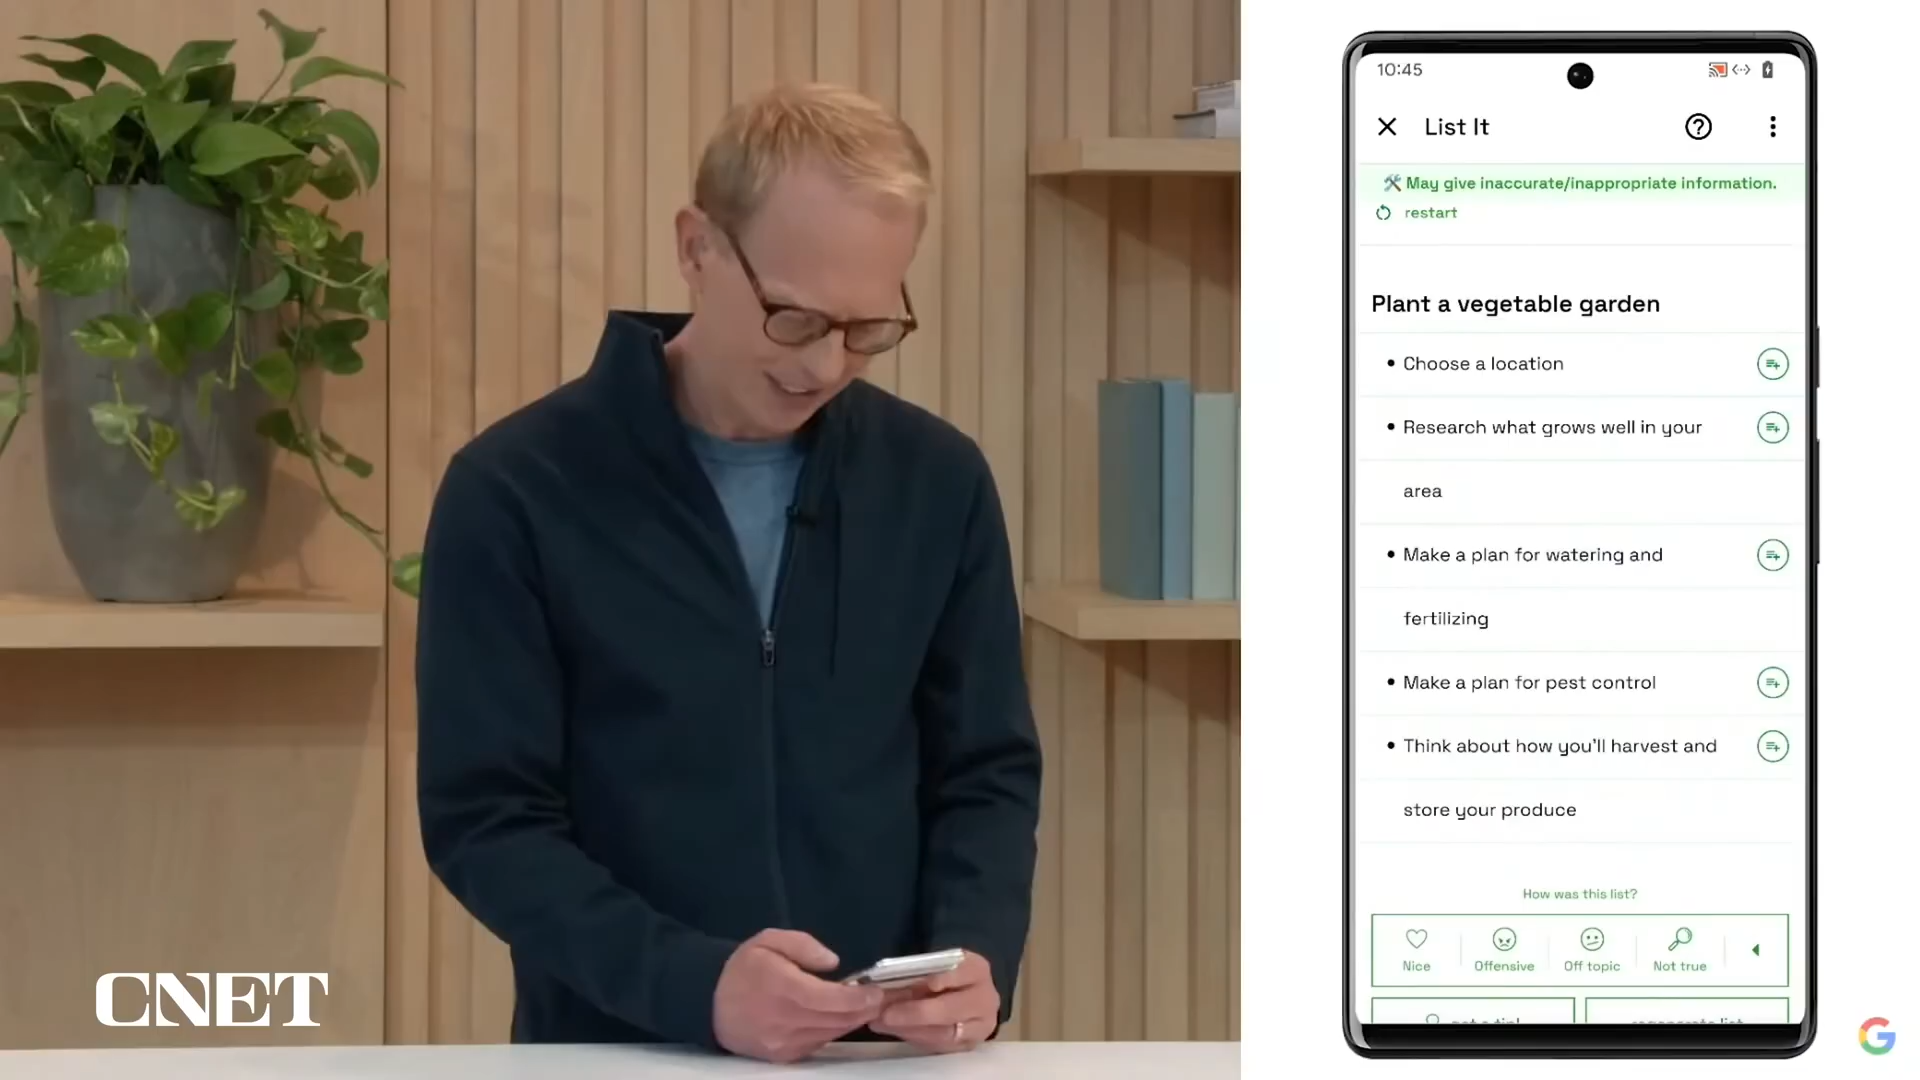 10:45
List It
May give inaccurate/inappropriate information.
restart
Plant a vegetable garden
• Choose a location
• Research what grows well in your
area
• Make a plan for watering and
fertilizing
• Make a plan for pest control
• Think about how you'll harvest and
store your produce
How was this list?
Nice
Offensive
Off topic
Not true
regenerate list
CNET